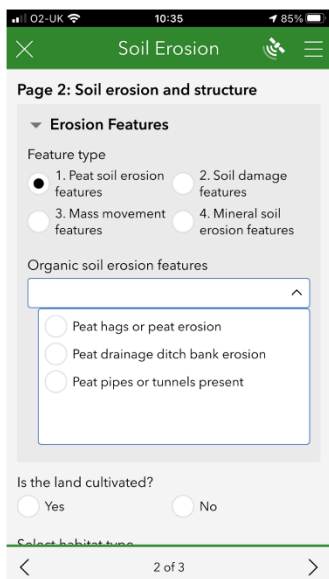 O2-UK 10:35 85%
Soil Erosion
Page 2: Soil erosion and structure
Erosion Features
Feature type
1. Peat soil erosion features
2. Soil damage features
3. Mass movement features
4. Mineral soil erosion features
Organic soil erosion features
Peat hags or peat erosion
Peat drainage ditch bank erosion
Peat pipes or tunnels present
Is the land cultivated?
Yes No
Select habitat type
2 of 3